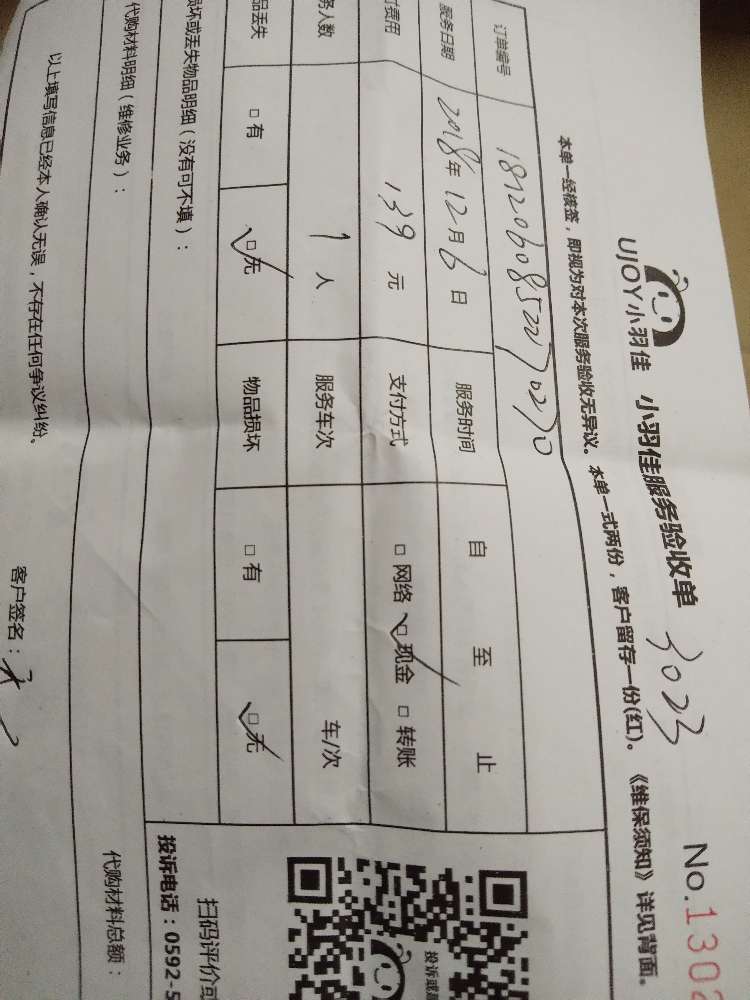 UJOY小羽佳 小羽佳服务验收单 3023 No.1302
本单一经核签，即视为对本次服务验收无异议。本单一式两份，客户留存一份(红)。《维保须知》详见背面。
订单编号
服务日期 2018年12月6日 服务时间 自 至 止
付费用 139元 支付方式 □网络 ☑现金 □转账
务人数 1人 服务车次 车/次
品丢失 □有 ☑无 物品损坏 □有 ☑无
损坏或丢失物品明细（没有可不填）：
代购材料明细（维修业务）： 代购材料总额：
以上填写信息已经本人确认无误，不存在任何争议纠纷。
客户签名：
投诉或
扫码评价或
投诉电话：0592-5